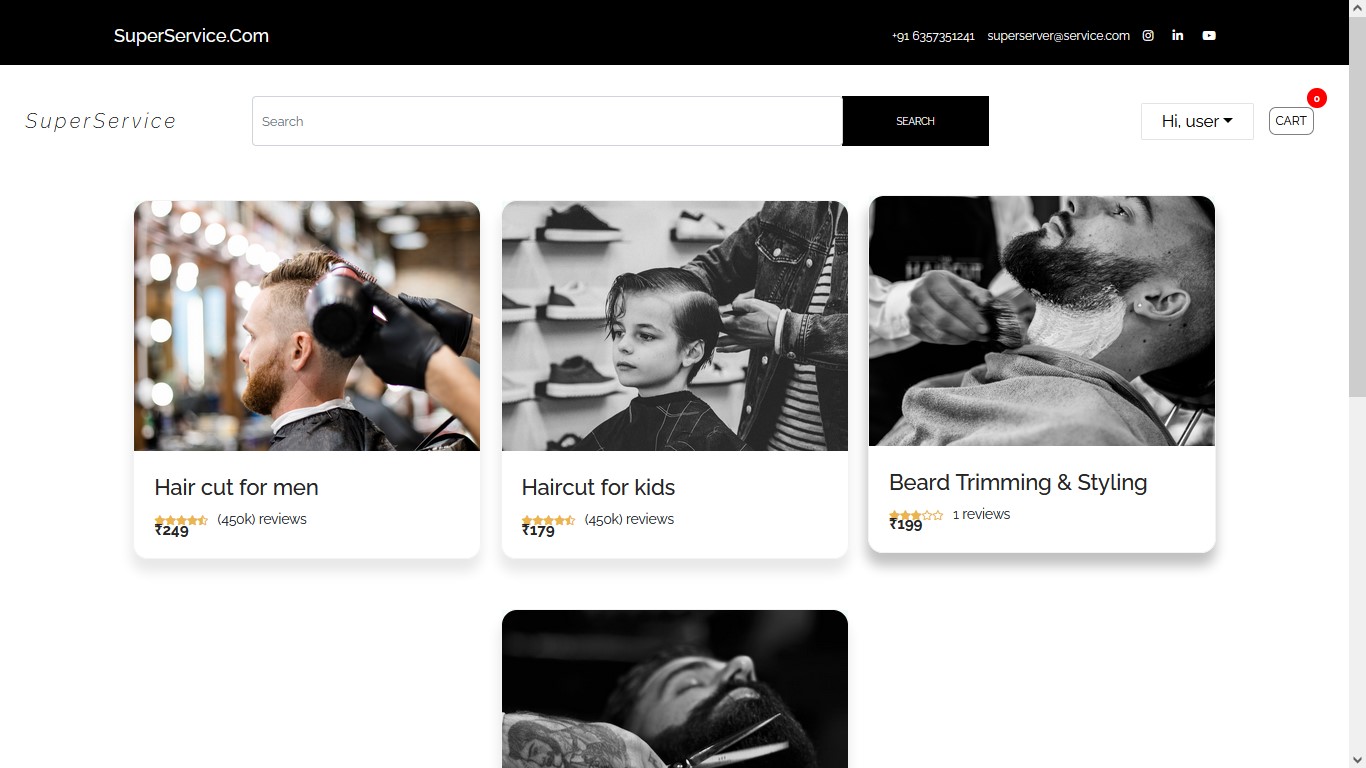 SuperService.Com
+91 6357351241 superserver@service.com
0
SuperService
Search
SEARCH
Hi, user
CART
Hair cut for men
(450k) reviews
₹249
Haircut for kids
(450k) reviews
₹179
HAIRCUT
Beard Trimming & Styling
1 reviews
₹199